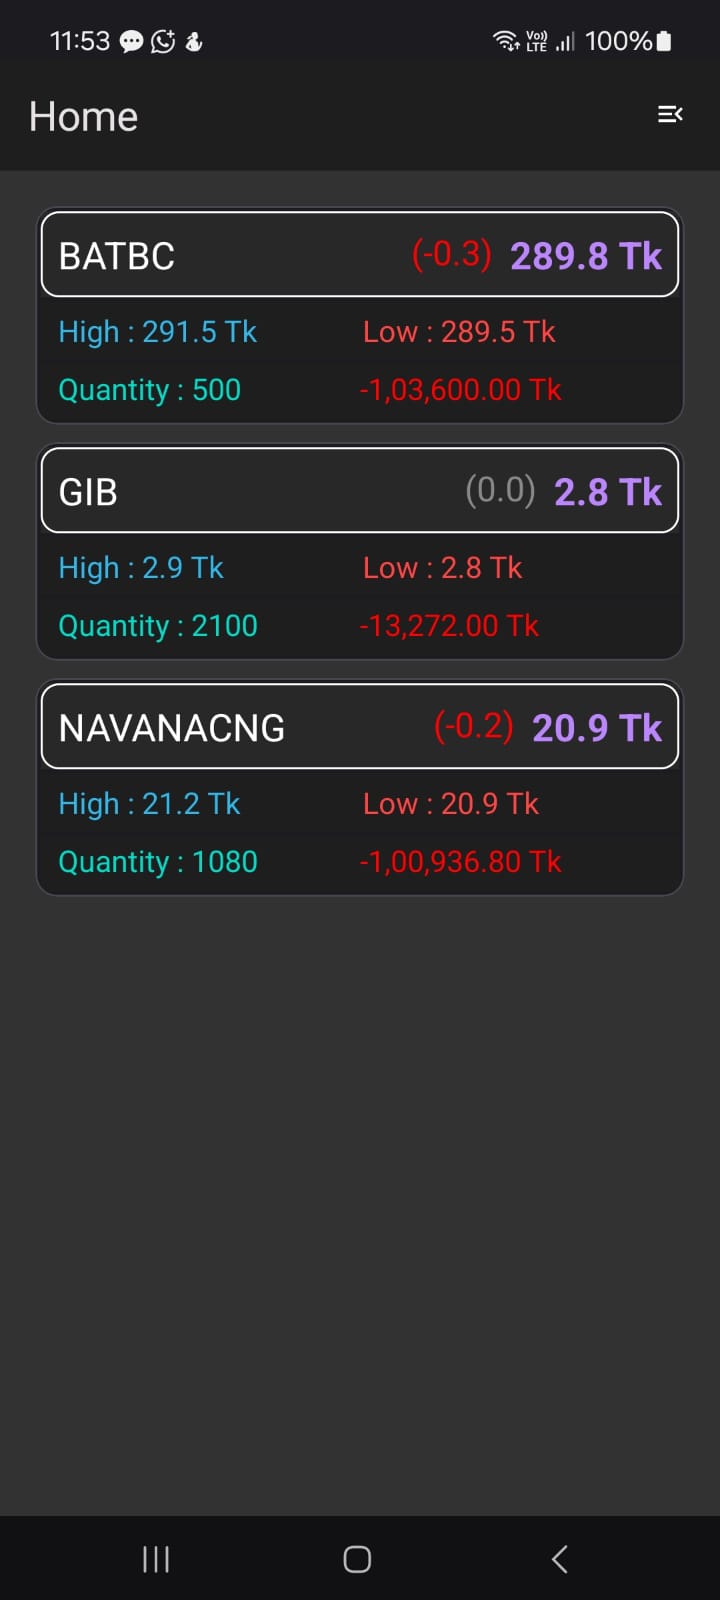 11:53 Vo)) LTE 100%
Home
BATBC (-0.3) 289.8 Tk
High : 291.5 Tk Low : 289.5 Tk
Quantity : 500 -1,03,600.00 Tk
GIB (0.0) 2.8 Tk
High : 2.9 Tk Low : 2.8 Tk
Quantity : 2100 -13,272.00 Tk
NAVANACNG (-0.2) 20.9 Tk
High : 21.2 Tk Low : 20.9 Tk
Quantity : 1080 -1,00,936.80 Tk